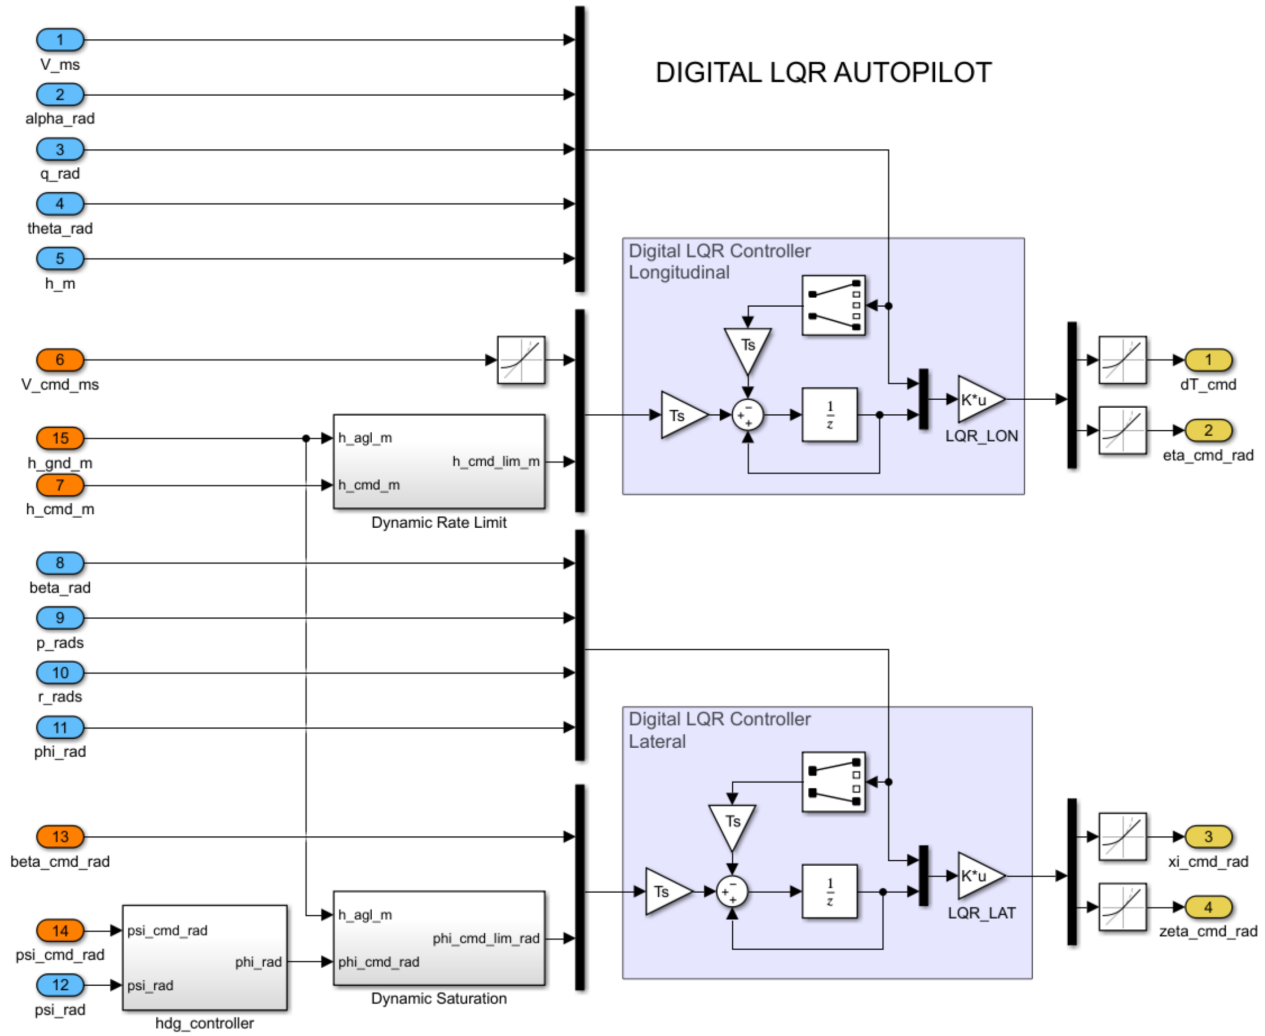 DIGITAL LQR AUTOPILOT
1
V_ms
2
alpha_rad
3
q_rad
4
theta_rad
5
h_m
6
V_cmd_ms
15
h_gnd_m
7
h_cmd_m
h_agl_m
h_cmd_m
h_cmd_lim_m
Dynamic Rate Limit
Digital LQR Controller
Longitudinal
Ts
Ts
+
−
+
1
z
K*u
LQR_LON
1
dT_cmd
2
eta_cmd_rad
8
beta_rad
9
p_rads
10
r_rads
11
phi_rad
13
beta_cmd_rad
14
psi_cmd_rad
12
psi_rad
psi_cmd_rad
psi_rad
phi_rad
hdg_controller
h_agl_m
phi_cmd_rad
phi_cmd_lim_rad
Dynamic Saturation
Digital LQR Controller
Lateral
Ts
Ts
+
−
+
1
z
K*u
LQR_LAT
3
xi_cmd_rad
4
zeta_cmd_rad